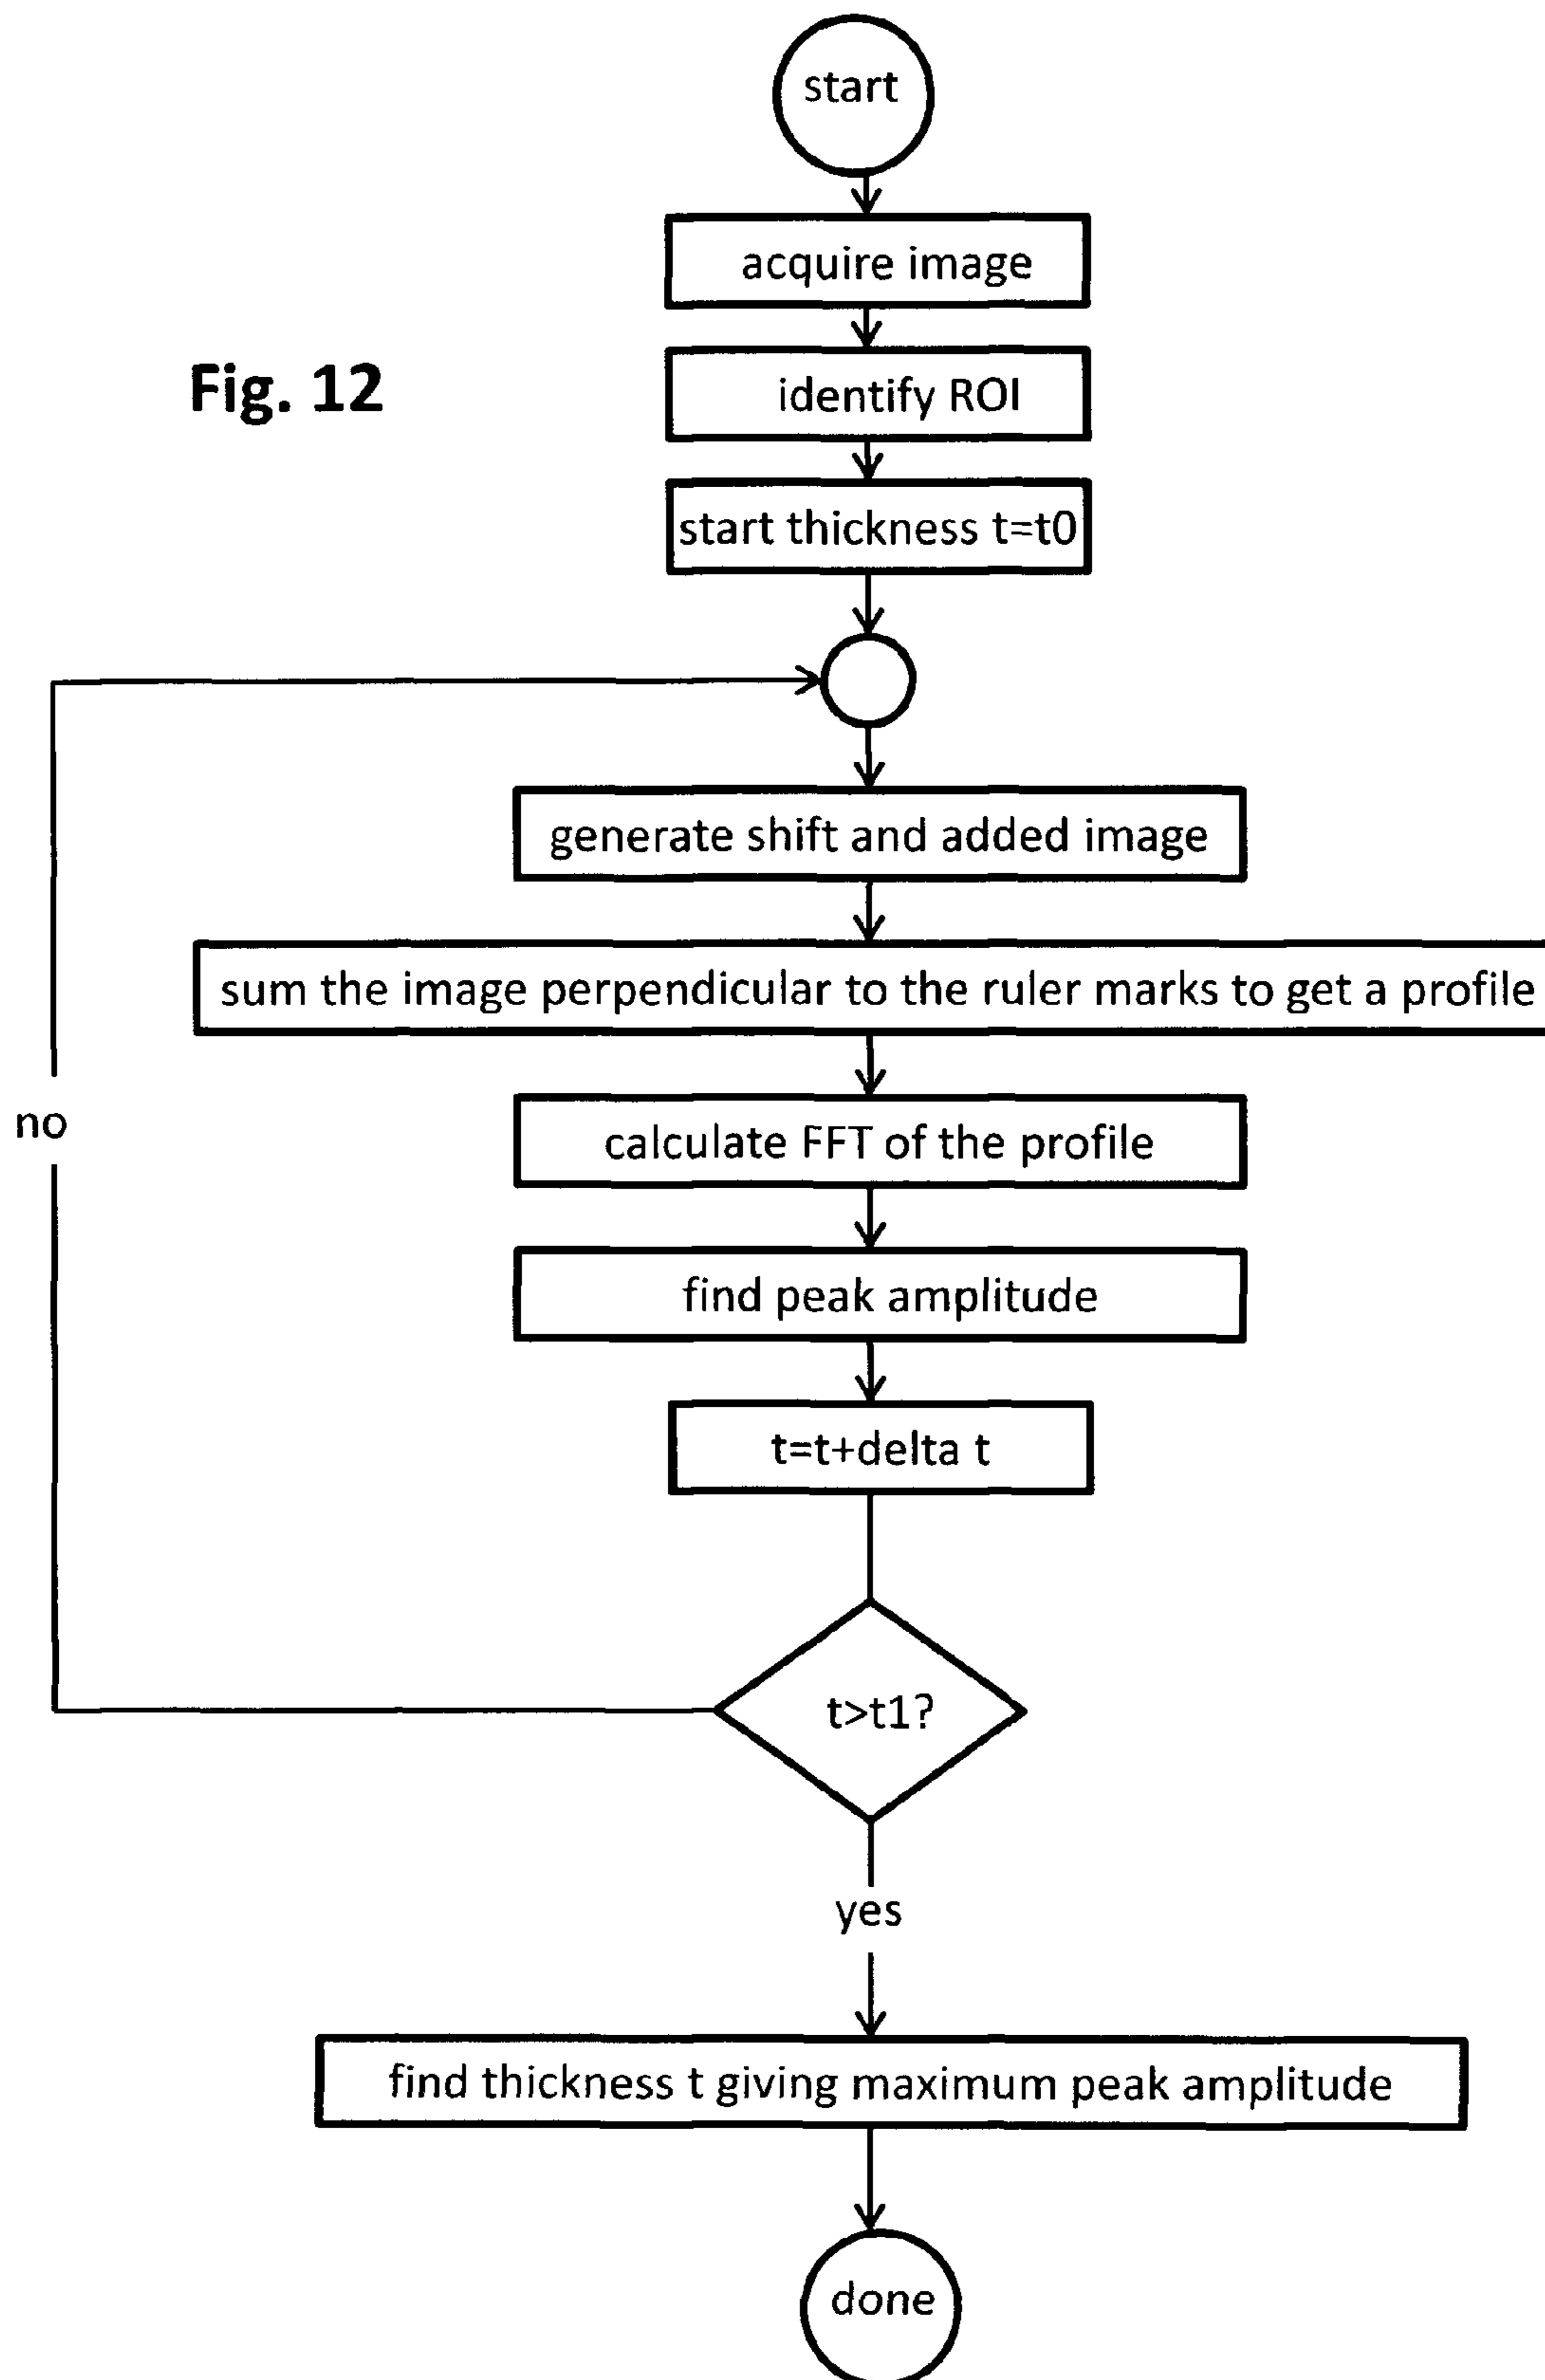 start
acquire image
Fig. 12
identify ROI
start thickness t=t0
generate shift and added image
sum the image perpendicular to the ruler marks to get a profile
no
calculate FFT of the profile
find peak amplitude
t=t+delta t
t>t1?
yes
find thickness t giving maximum peak amplitude
done